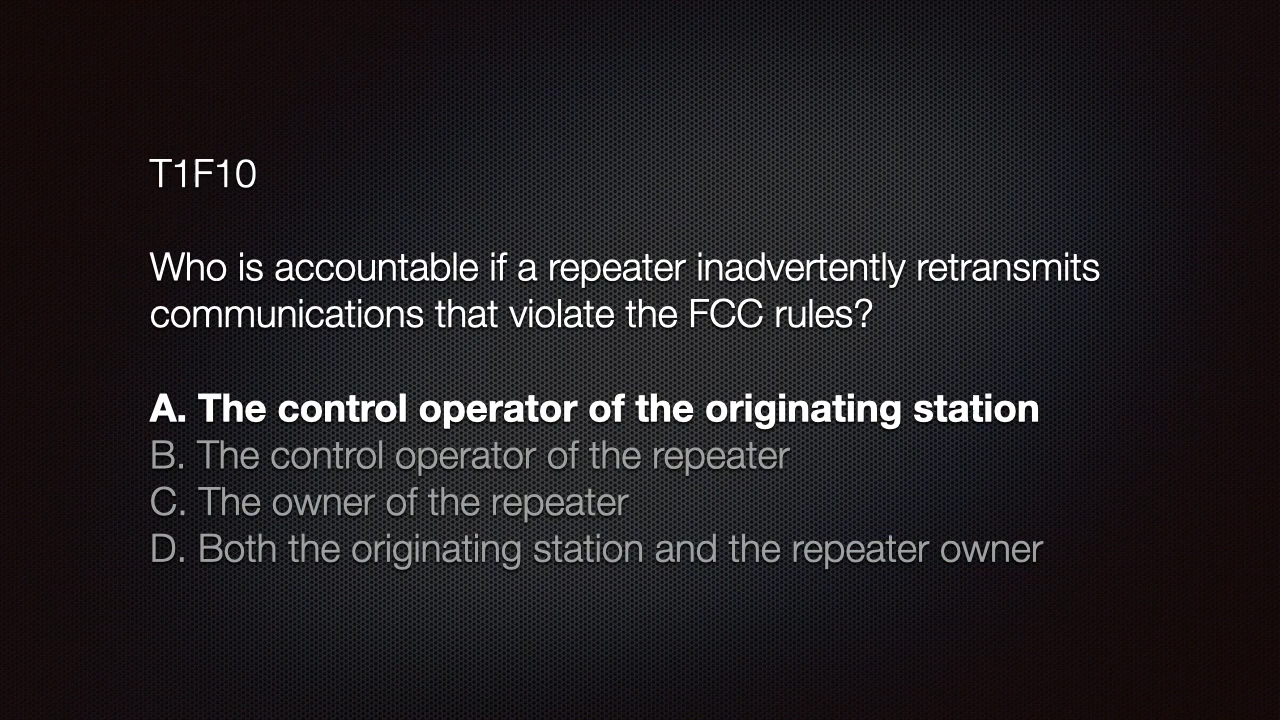 T1F10
Who is accountable if a repeater inadvertently retransmits
communications that violate the FCC rules?
A. The control operator of the originating station
B. The control operator of the repeater
C. The owner of the repeater
D. Both the originating station and the repeater owner